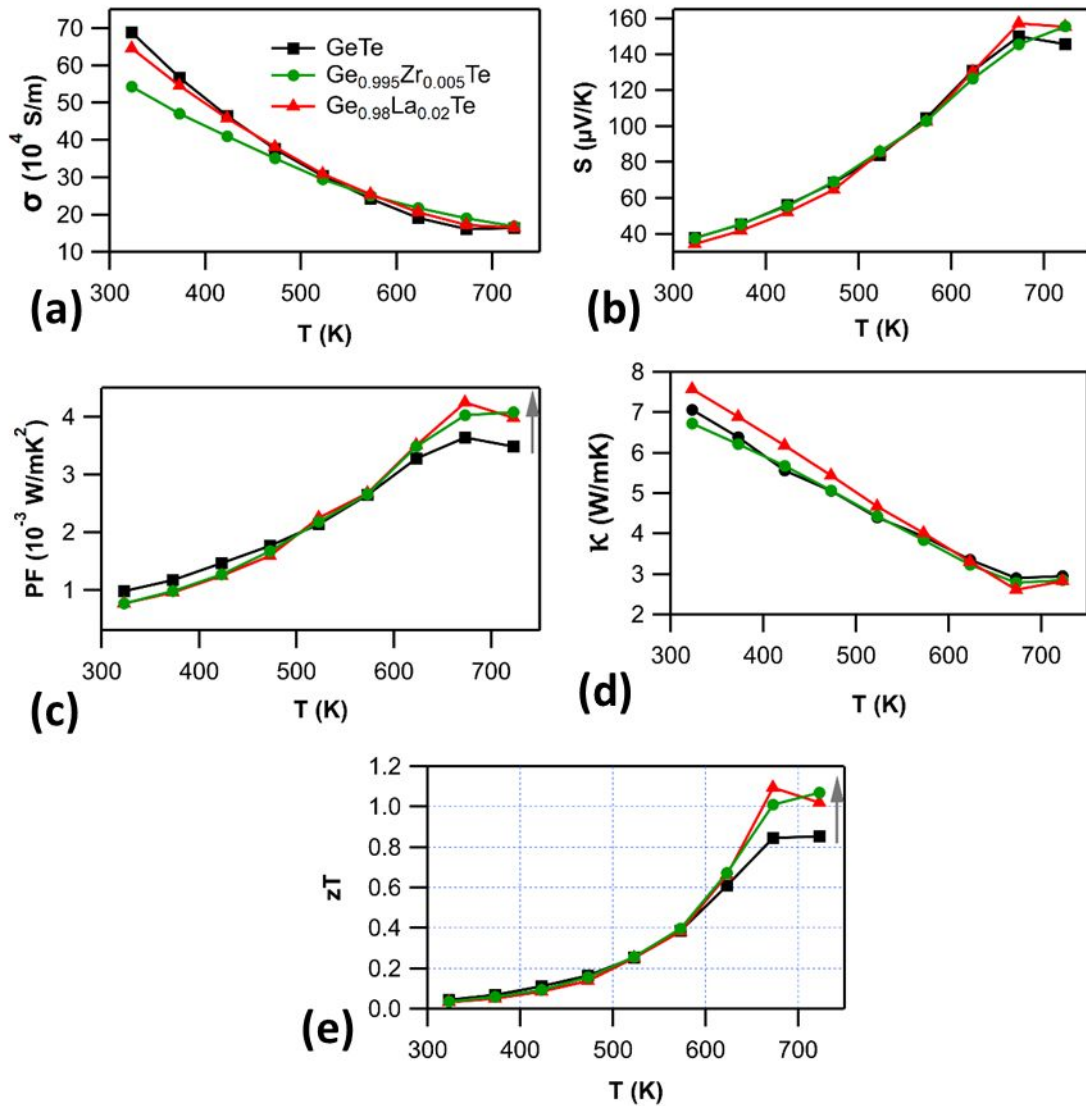 70
60
50
40
30
20
10
σ (10⁴ S/m)
GeTe
Ge₀.₉₉₅Zr₀.₀₀₅Te
Ge₀.₉₈La₀.₀₂Te
300 400 500 600 700
T (K)
(a)
160
140
120
100
80
60
40
S (µV/K)
300 400 500 600 700
T (K)
(b)
4
3
2
1
PF (10⁻³ W/mK²)
300 400 500 600 700
T (K)
(c)
8
7
6
5
4
3
2
κ (W/mK)
300 400 500 600 700
T (K)
(d)
1.2
1.0
0.8
0.6
0.4
0.2
0.0
zT
300 400 500 600 700
T (K)
(e)